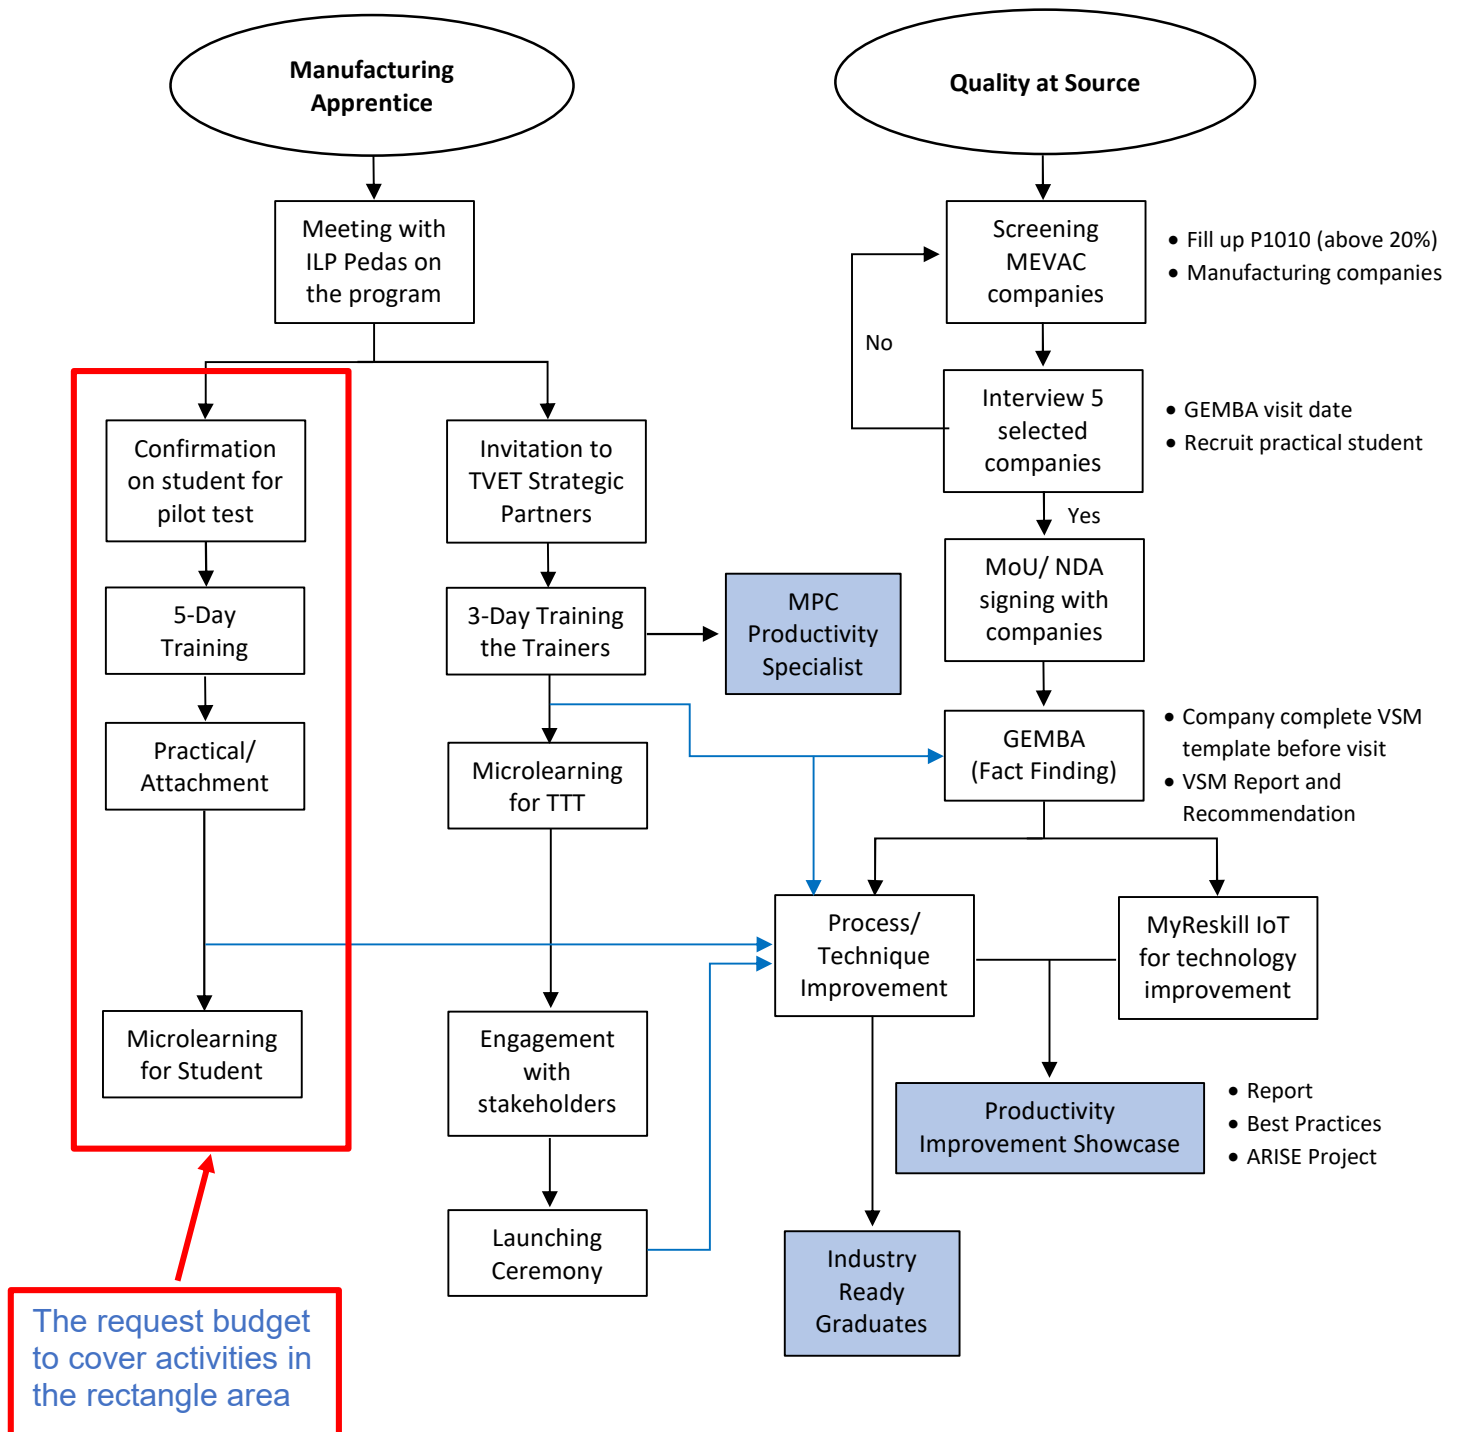 Manufacturing
Apprentice
Quality at Source
Meeting with
ILP Pedas on
the program
Screening
MEVAC
companies
• Fill up P1010 (above 20%)
• Manufacturing companies
No
Confirmation
on student for
pilot test
Invitation to
TVET Strategic
Partners
Interview 5
selected
companies
• GEMBA visit date
• Recruit practical student
Yes
5-Day
Training
3-Day Training
the Trainers
MPC
Productivity
Specialist
MoU/ NDA
signing with
companies
Practical/
Attachment
Microlearning
for TTT
GEMBA
(Fact Finding)
• Company complete VSM
template before visit
• VSM Report and
Recommendation
Process/
Technique
Improvement
MyReskill IoT
for technology
improvement
Microlearning
for Student
Engagement
with
stakeholders
Productivity
Improvement Showcase
• Report
• Best Practices
• ARISE Project
Launching
Ceremony
Industry
Ready
Graduates
The request budget
to cover activities in
the rectangle area